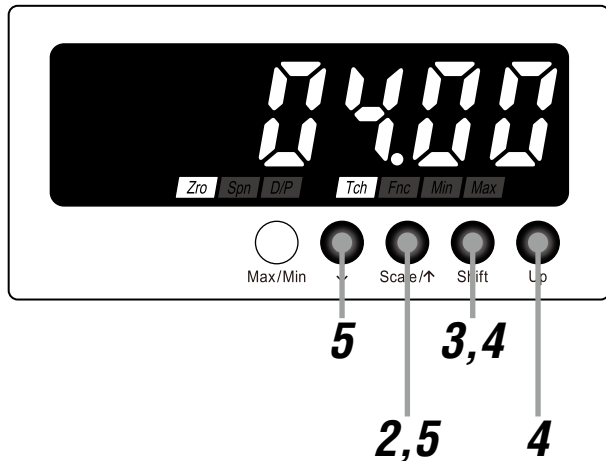 04.00
Zro Spn D/P Tch Fnc Min Max
Max/Min Scale/↑ Shift Up
5 3,4
2,5 4